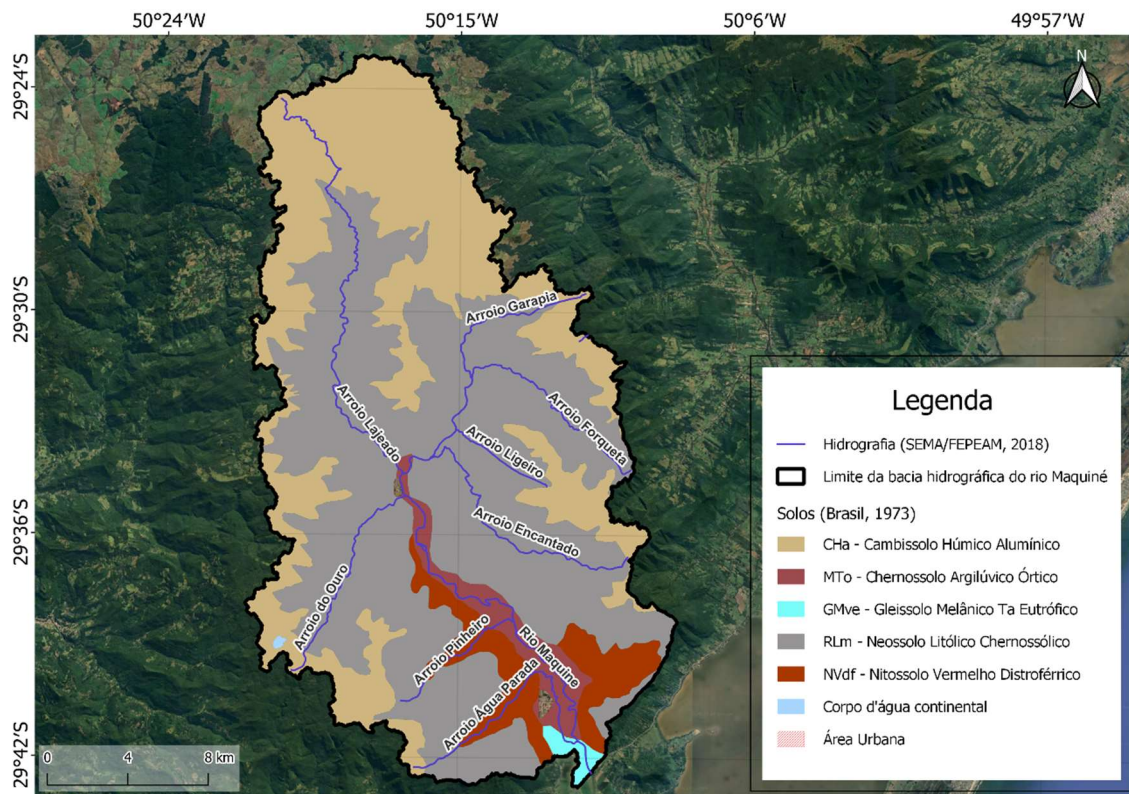 50°24′W 50°15′W 50°6′W 49°57′W
29°24′S
29°30′S
29°36′S
29°42′S
N
Arroio Garapia
Arroio Forqueta
Arroio Lajeado
Arroio Ligeiro
Arroio Encantado
Arroio do Ouro
Arroio Pinheiro
Rio Maquine
Arroio Água Parada
0 4 8 km
Legenda
Hidrografia (SEMA/FEPEAM, 2018)
Limite da bacia hidrográfica do rio Maquiné
Solos (Brasil, 1973)
CHa - Cambissolo Húmico Alumínico
MTo - Chernossolo Argilúvico Órtico
GMve - Gleissolo Melânico Ta Eutrófico
RLm - Neossolo Litólico Chernossólico
NVdf - Nitossolo Vermelho Distroférrico
Corpo d'água continental
Área Urbana